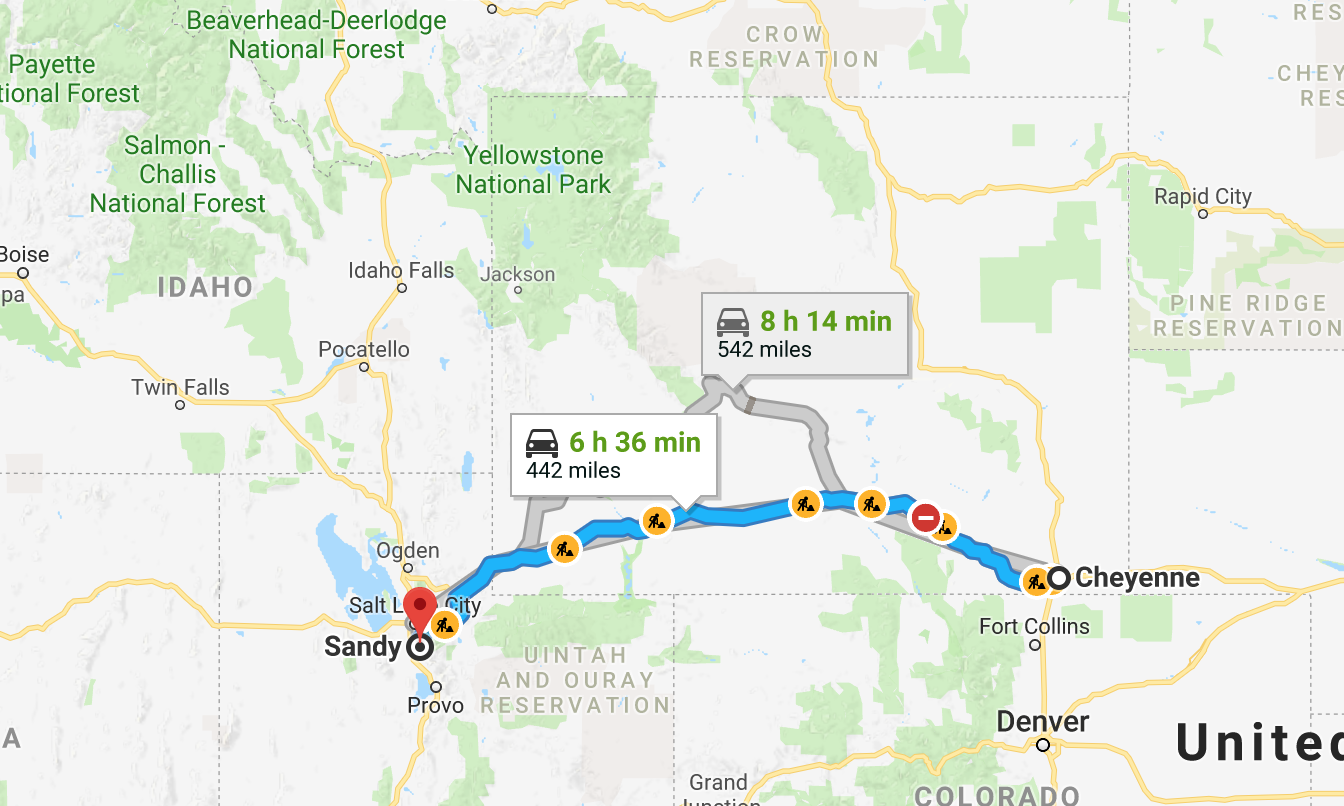 Beaverhead-Deerlodge
National Forest
CROW
RESERVATION
RES
Payette
tional Forest
CHEY
RES
Salmon -
Challis
National Forest
Yellowstone
National Park
Rapid City
Boise
pa
IDAHO
Idaho Falls
Jackson
PINE RIDGE
RESERVATION
8 h 14 min
542 miles
Pocatello
Twin Falls
6 h 36 min
442 miles
Ogden
Cheyenne
Salt L City
Fort Collins
Sandy
UINTAH
AND OURAY
RESERVATION
Provo
Denver
United
A
Grand
Junction
COLORADO